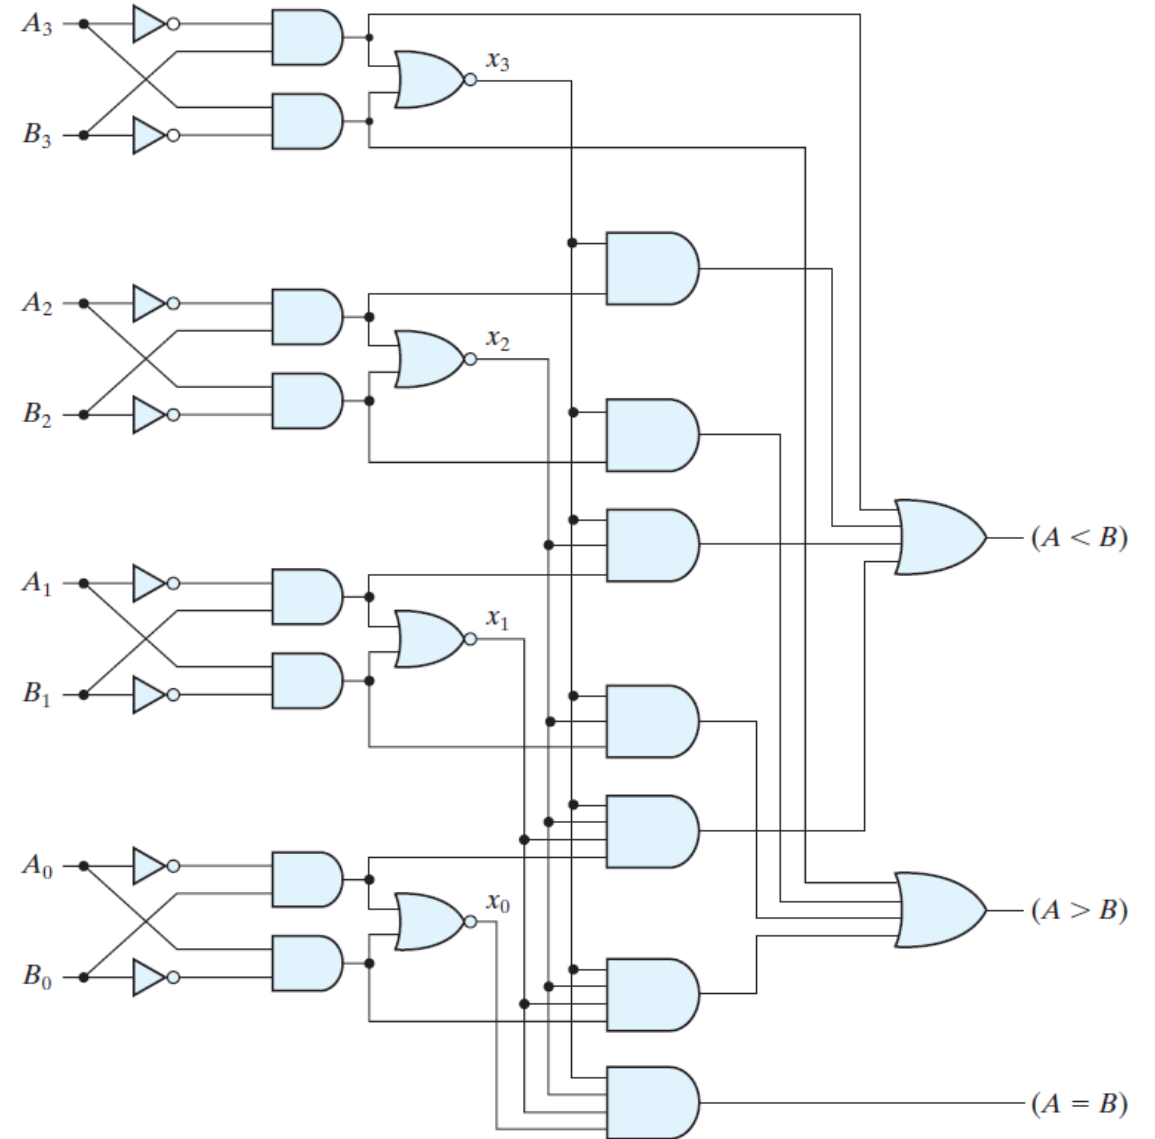 A₃
x₃
B₃
A₂
x₂
B₂
(A < B)
A₁
x₁
B₁
A₀
x₀
(A > B)
B₀
(A = B)